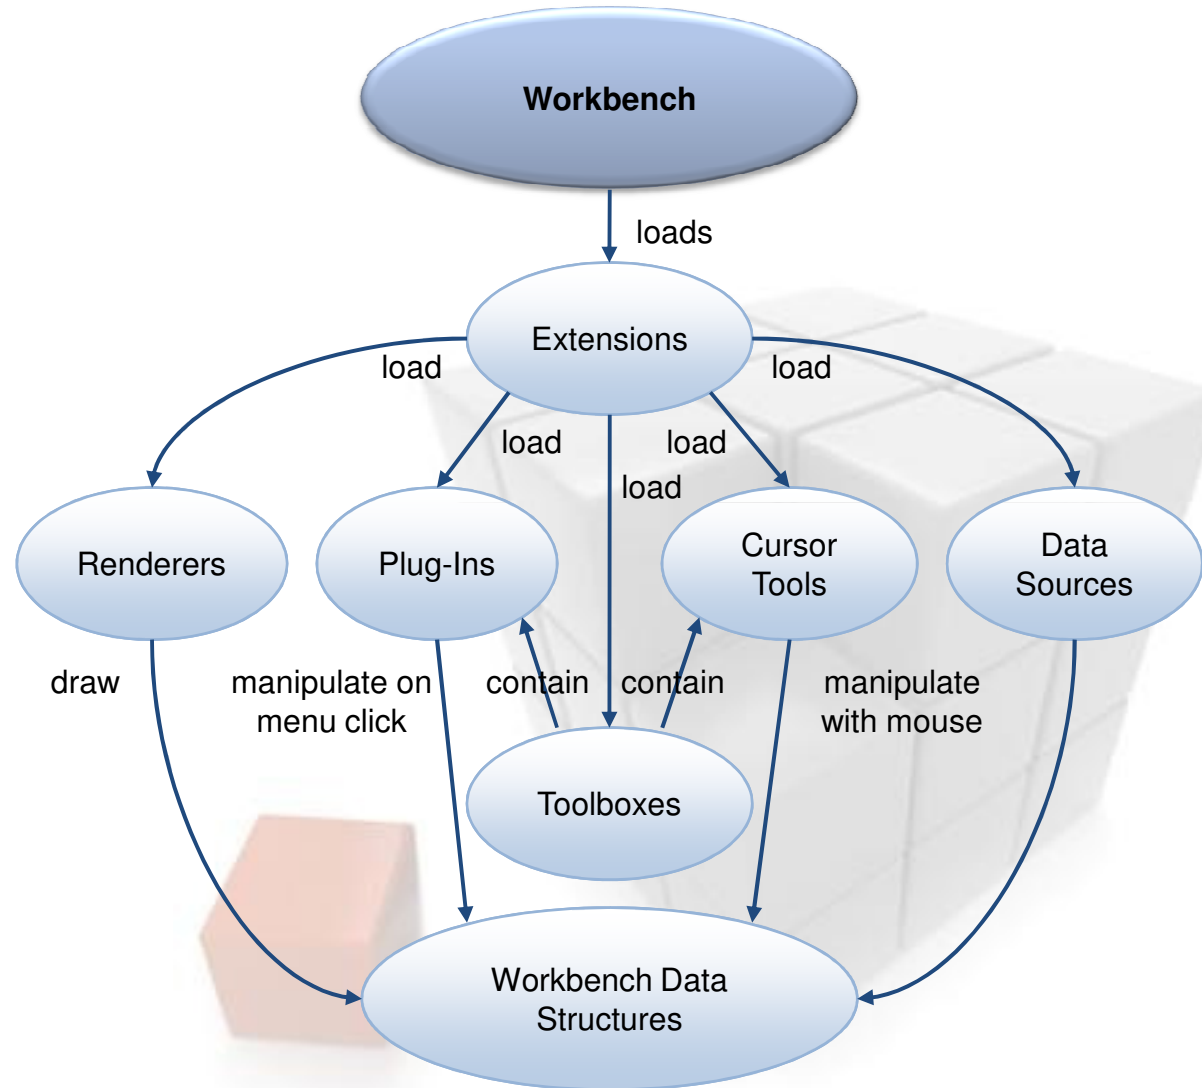 Workbench
loads
Extensions
load
load
load
load
load
Renderers
Plug-Ins
Cursor
Tools
Data
Sources
draw
manipulate on
menu click
contain
contain
manipulate
with mouse
Toolboxes
Workbench Data
Structures